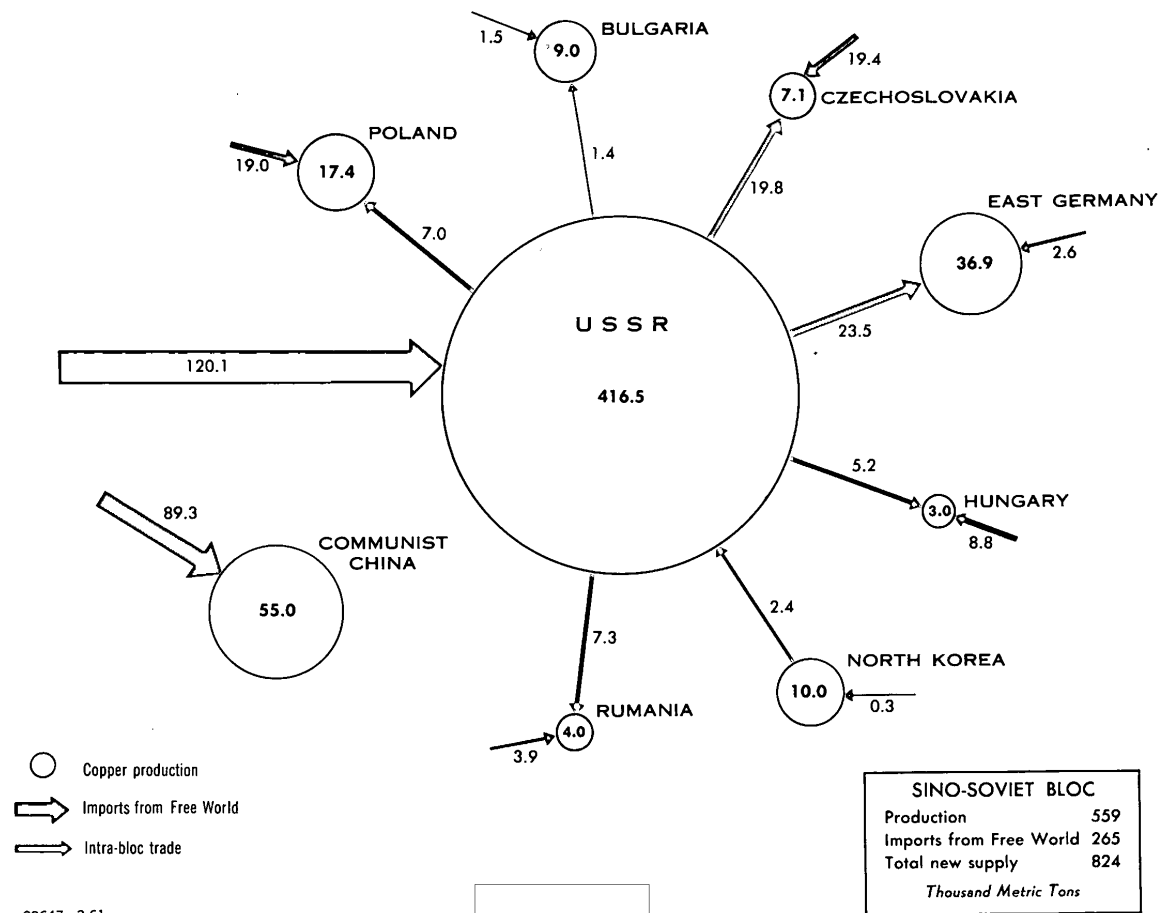 BULGARIA
1.5
9.0
19.4
7.1
CZECHOSLOVAKIA
POLAND
19.0
17.4
1.4
19.8
EAST GERMANY
7.0
36.9
2.6
USSR
23.5
120.1
416.5
5.2
HUNGARY
3.0
8.8
89.3
COMMUNIST
CHINA
55.0
2.4
7.3
NORTH KOREA
10.0
0.3
RUMANIA
4.0
3.9
Copper production
Imports from Free World
Intra-bloc trade
SINO-SOVIET BLOC
Production 559
Imports from Free World 265
Total new supply 824
Thousand Metric Tons